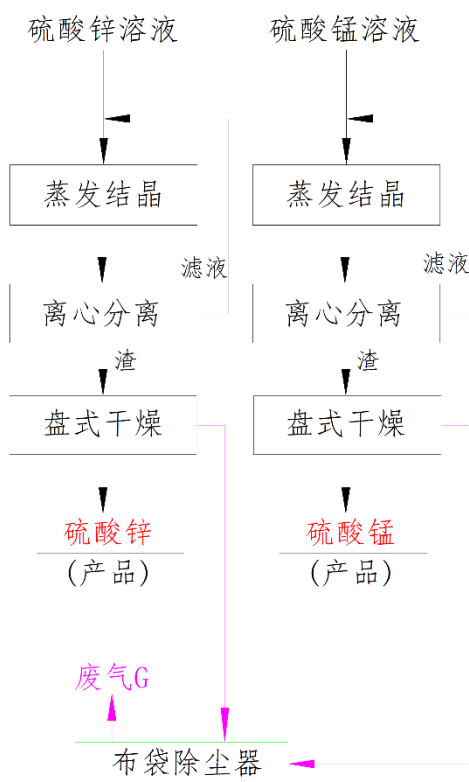 硫酸锌溶液
硫酸锰溶液
蒸发结晶
蒸发结晶
滤液
滤液
离心分离
离心分离
渣
渣
盘式干燥
盘式干燥
硫酸锌
硫酸锰
(产品)
(产品)
废气G
布袋除尘器